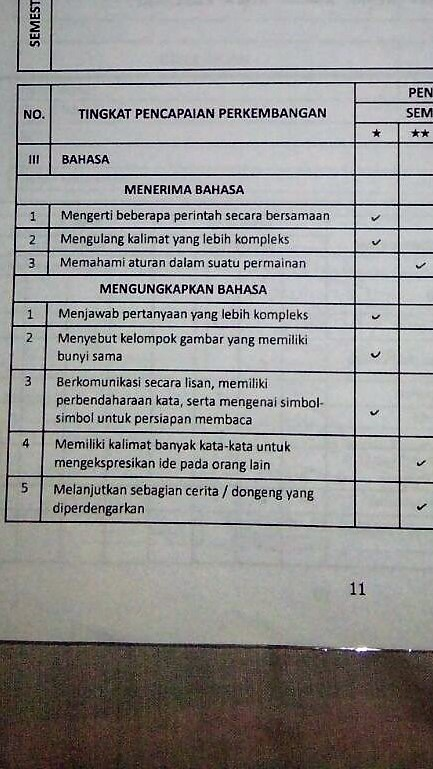 SEMEST
NO. TINGKAT PENCAPAIAN PERKEMBANGAN PEN
SEM
★ ★★
III BAHASA
MENERIMA BAHASA
1 Mengerti beberapa perintah secara bersamaan ✓
2 Mengulang kalimat yang lebih kompleks ✓
3 Memahami aturan dalam suatu permainan ✓
MENGUNGKAPKAN BAHASA
1 Menjawab pertanyaan yang lebih kompleks ✓
2 Menyebut kelompok gambar yang memiliki
bunyi sama ✓
3 Berkomunikasi secara lisan, memiliki
perbendaharaan kata, serta mengenai simbol-
simbol untuk persiapan membaca ✓
4 Memiliki kalimat banyak kata-kata untuk
mengekspresikan ide pada orang lain ✓
5 Melanjutkan sebagian cerita / dongeng yang
diperdengarkan ✓
11